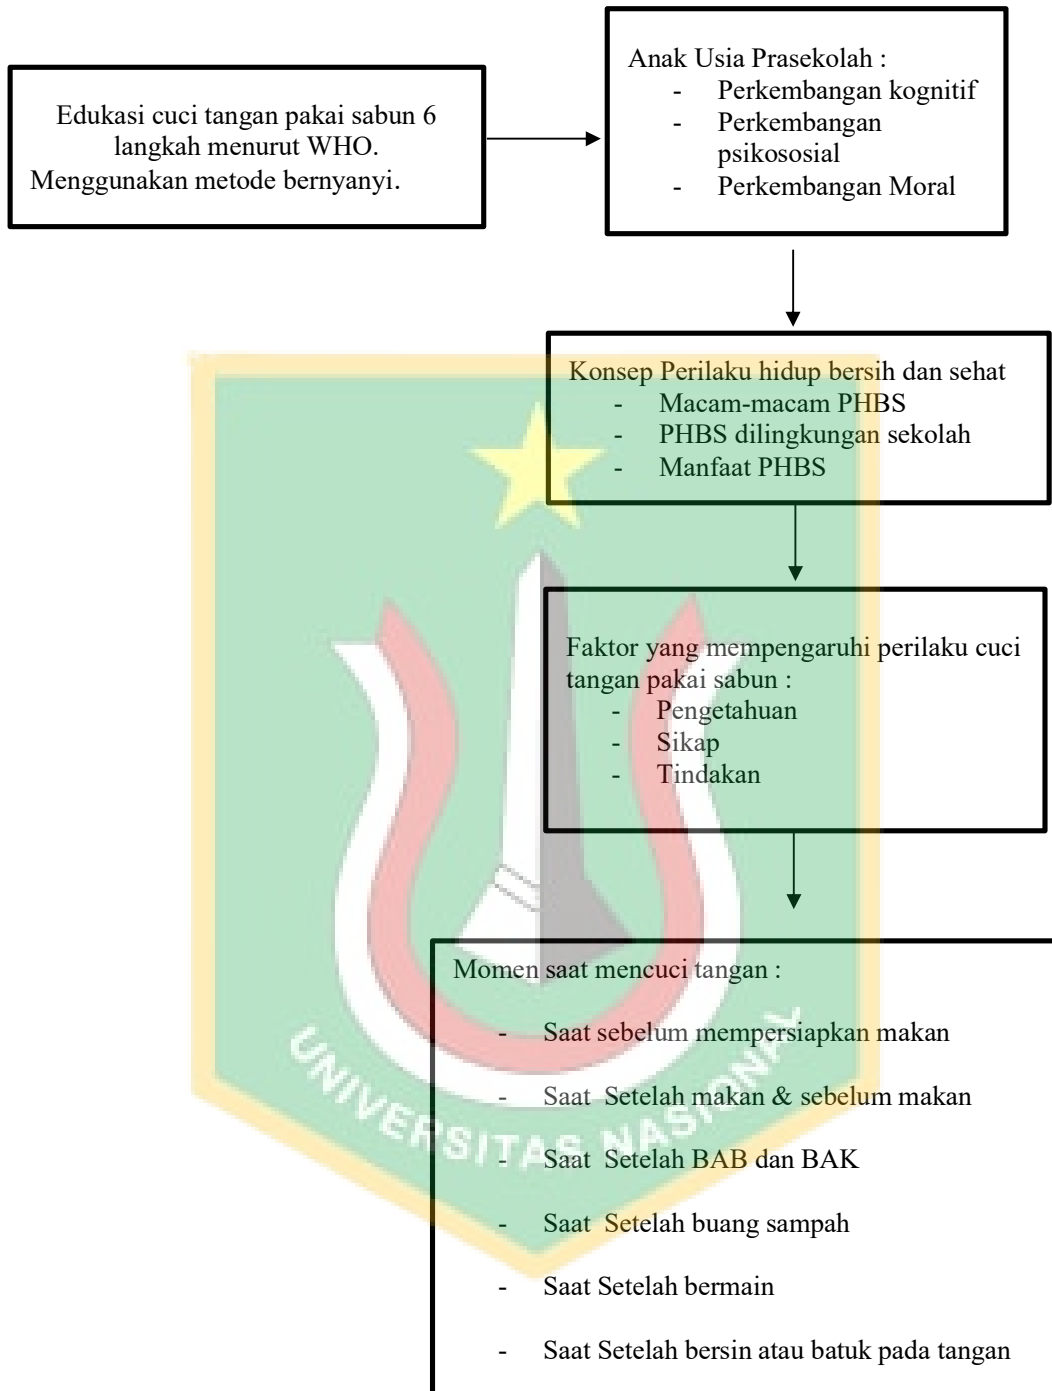 Edukasi cuci tangan pakai sabun 6
langkah menurut WHO.
Menggunakan metode bernyanyi.
Anak Usia Prasekolah :
- Perkembangan kognitif
- Perkembangan
psikososial
- Perkembangan Moral
Konsep Perilaku hidup bersih dan sehat
- Macam-macam PHBS
- PHBS dilingkungan sekolah
- Manfaat PHBS
Faktor yang mempengaruhi perilaku cuci
tangan pakai sabun :
- Pengetahuan
- Sikap
- Tindakan
Momen saat mencuci tangan :
- Saat sebelum mempersiapkan makan
- Saat Setelah makan & sebelum makan
- Saat Setelah BAB dan BAK
- Saat Setelah buang sampah
- Saat Setelah bermain
- Saat Setelah bersin atau batuk pada tangan
UNIVERSITAS NASIONAL